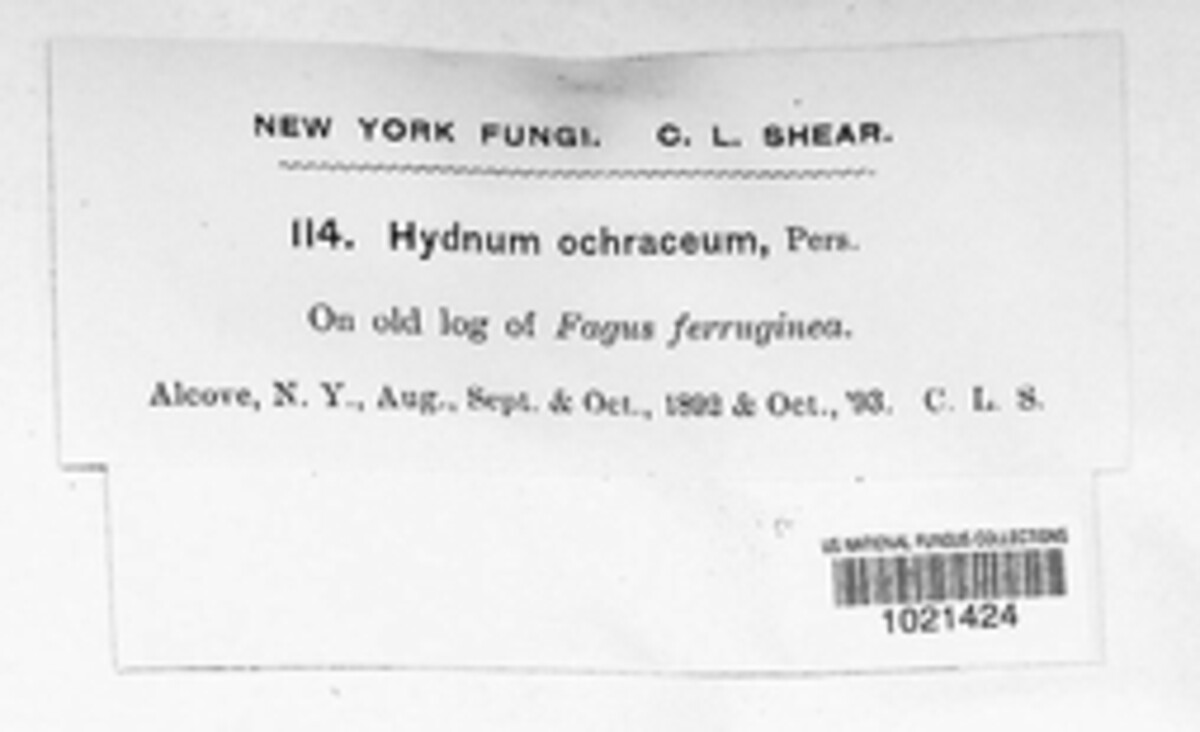 NEW YORK FUNGI. C. L. SHEAR.
114. Hydnum ochraceum, Pers.
On old log of Fagus ferruginea.
Alcove, N. Y., Aug., Sept. & Oct., 1892 & Oct., '93. C. L. S.
US NATIONAL FUNGUS COLLECTIONS
1021424